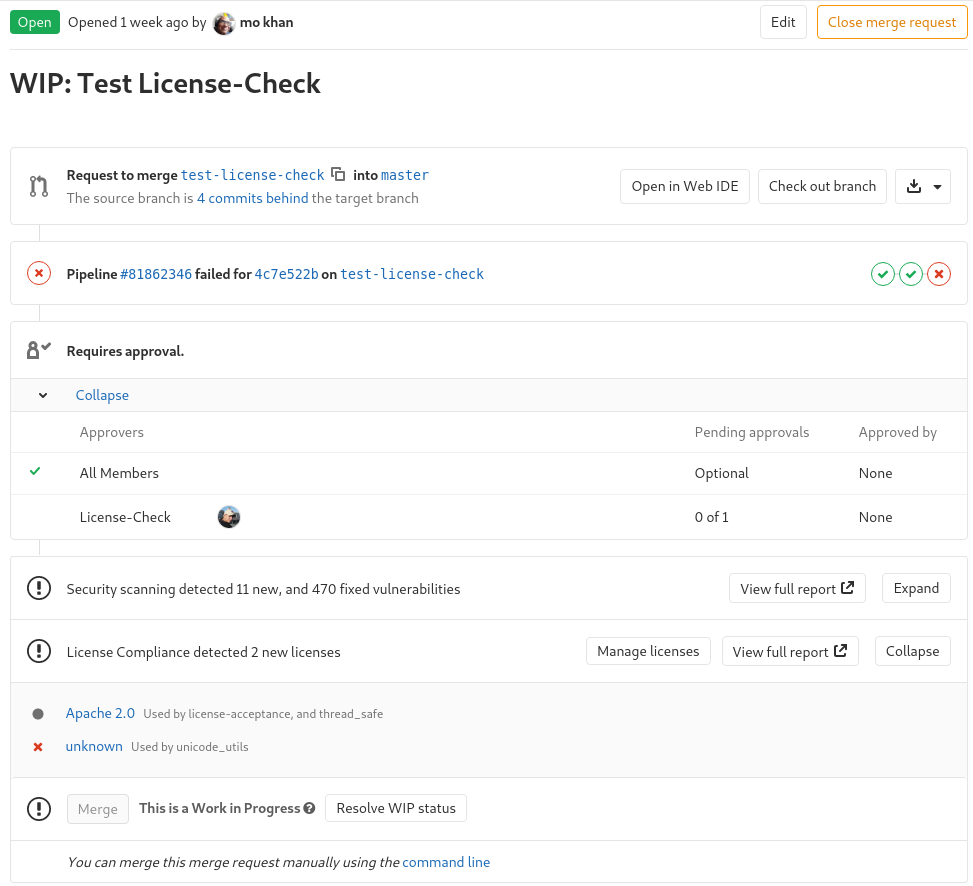 Open Opened 1 week ago by mo khan Edit Close merge request
WIP: Test License-Check
Request to merge test-license-check into master
The source branch is 4 commits behind the target branch
Open in Web IDE Check out branch
Pipeline #81862346 failed for 4c7e522b on test-license-check
Requires approval.
Collapse
Approvers Pending approvals Approved by
All Members Optional None
License-Check 0 of 1 None
Security scanning detected 11 new, and 470 fixed vulnerabilities View full report Expand
License Compliance detected 2 new licenses Manage licenses View full report Collapse
Apache 2.0 Used by license-acceptance, and thread_safe
unknown Used by unicode_utils
Merge This is a Work in Progress Resolve WIP status
You can merge this merge request manually using the command line